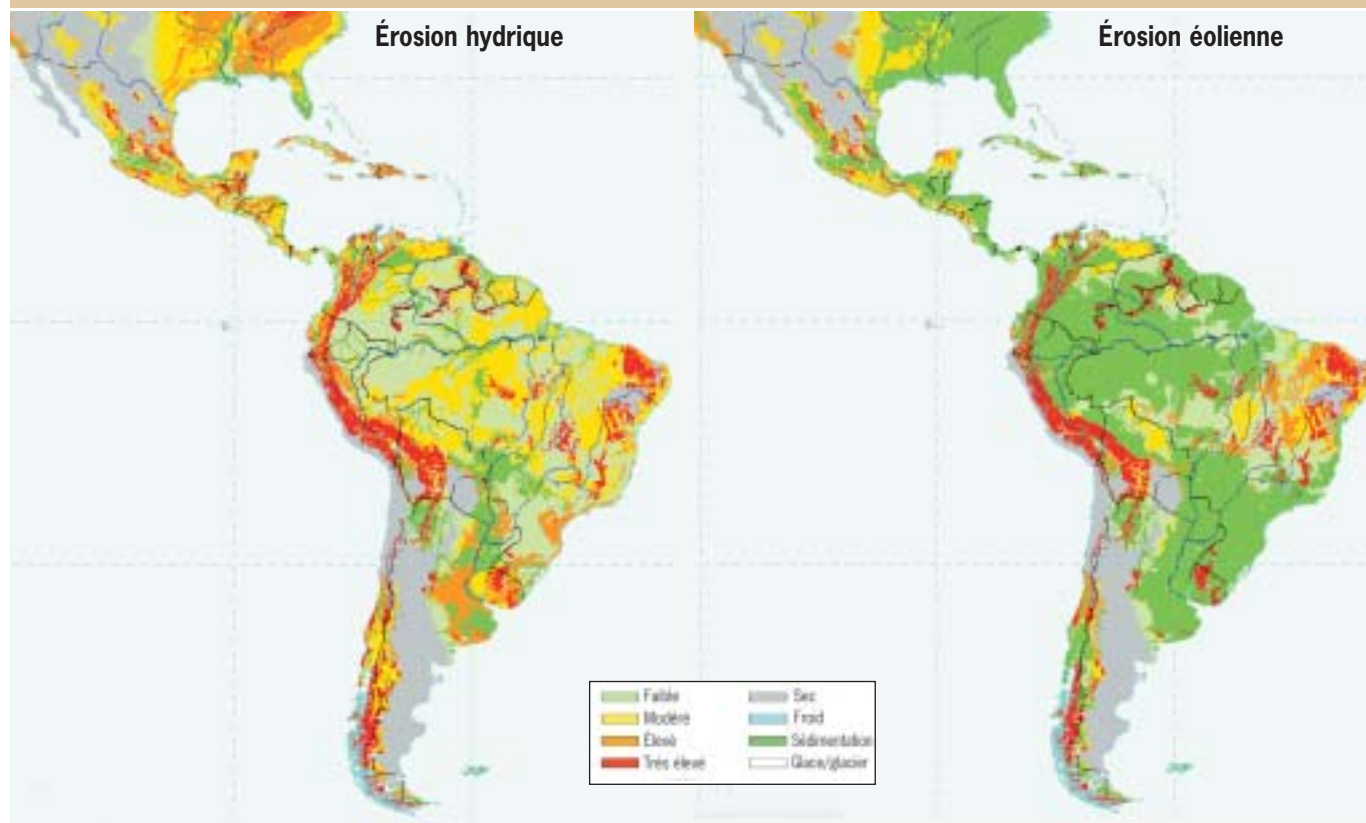 Érosion hydrique
Érosion éolienne
Faible
Modéré
Élevé
Très élevé
Sec
Froid
Sédimentation
Glace/glacier